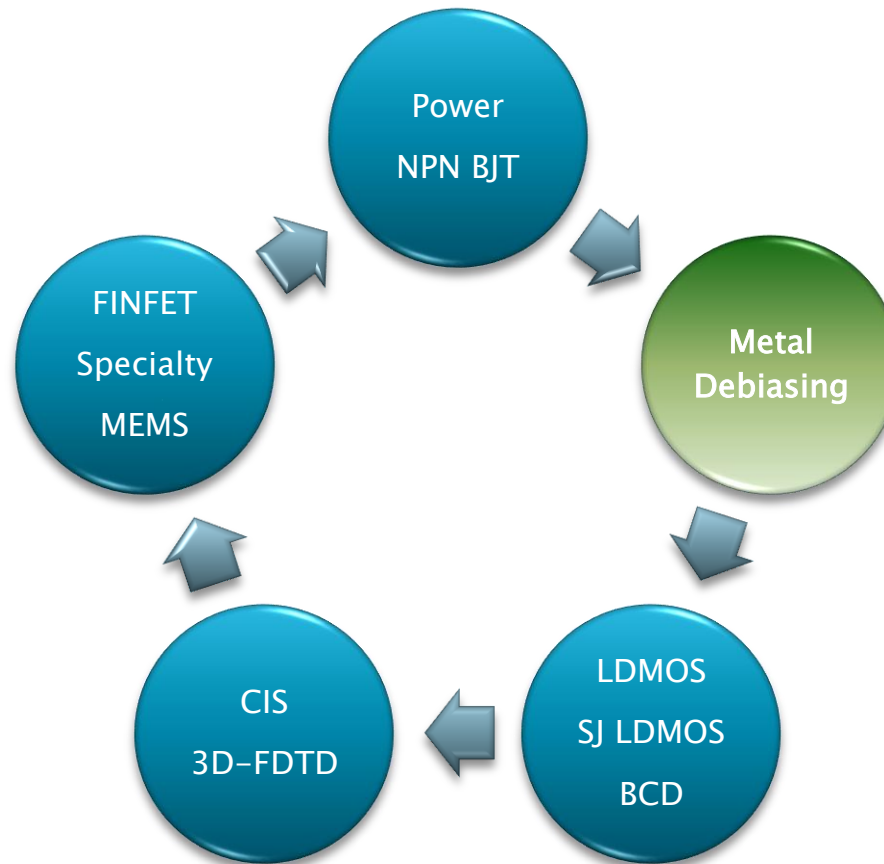 Power
NPN BJT
Metal
Debiasing
LDMOS
SJ LDMOS
BCD
CIS
3D-FDTD
FINFET
Specialty
MEMS